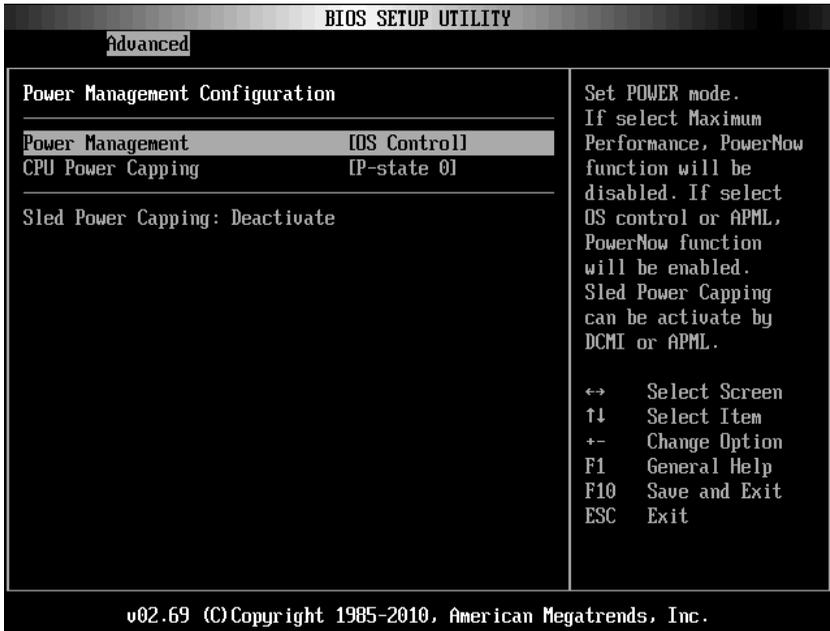 BIOS SETUP UTILITY
Advanced
Power Management Configuration
Power Management [OS Control]
CPU Power Capping [P-state 0]
Sled Power Capping: Deactivate
Set POWER mode.
If select Maximum
Performance, PowerNow
function will be
disabled. If select
OS control or APML,
PowerNow function
will be enabled.
Sled Power Capping
can be activate by
DCMI or APML.
↔ Select Screen
↑↓ Select Item
+- Change Option
F1 General Help
F10 Save and Exit
ESC Exit
v02.69 (C)Copyright 1985-2010, American Megatrends, Inc.